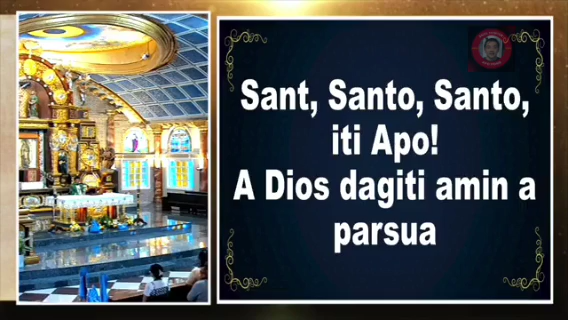 Sant, Santo, Santo,
iti Apo!
A Dios dagiti amin a
parsua